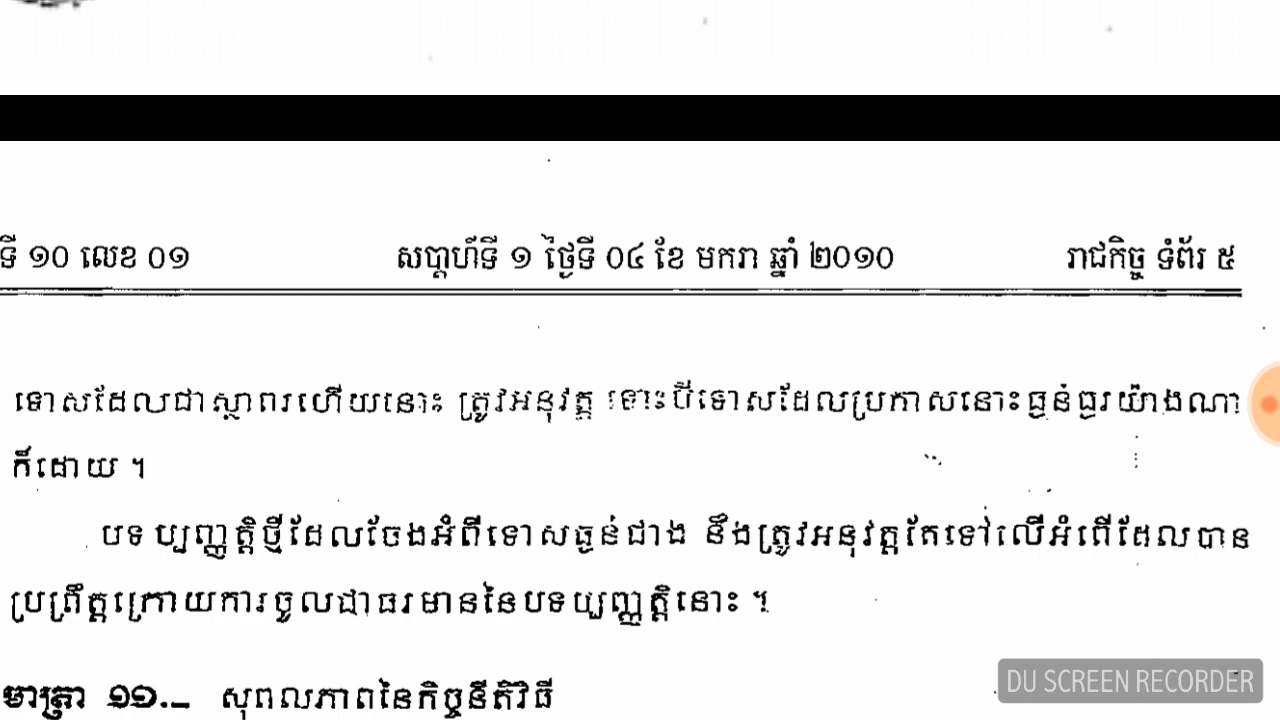 ទី ១០ លេខ ០១ សប្តាហ៍ទី ១ ថ្ងៃទី ០៤ ខែ មករា ឆ្នាំ ២០១០ រាជកិច្ច ទំព័រ ៥
ទោសដែលជាស្ថាពរហើយនោះ ត្រូវអនុវត្ត ទោះបីទោសដែលប្រកាសនោះធ្ងន់ធ្ងរយ៉ាងណា
ក៏ដោយ ។
បទប្បញ្ញត្តិថ្មីដែលចែងអំពីទោសធ្ងន់ជាង នឹងត្រូវអនុវត្តតែទៅលើអំពើដែលបាន
ប្រព្រឹត្តក្រោយការចូលជាធរមាននៃបទប្បញ្ញត្តិនោះ ។
មាត្រា ១១._ សុពលភាពនៃកិច្ចនីតិវិធី
DU SCREEN RECORDER